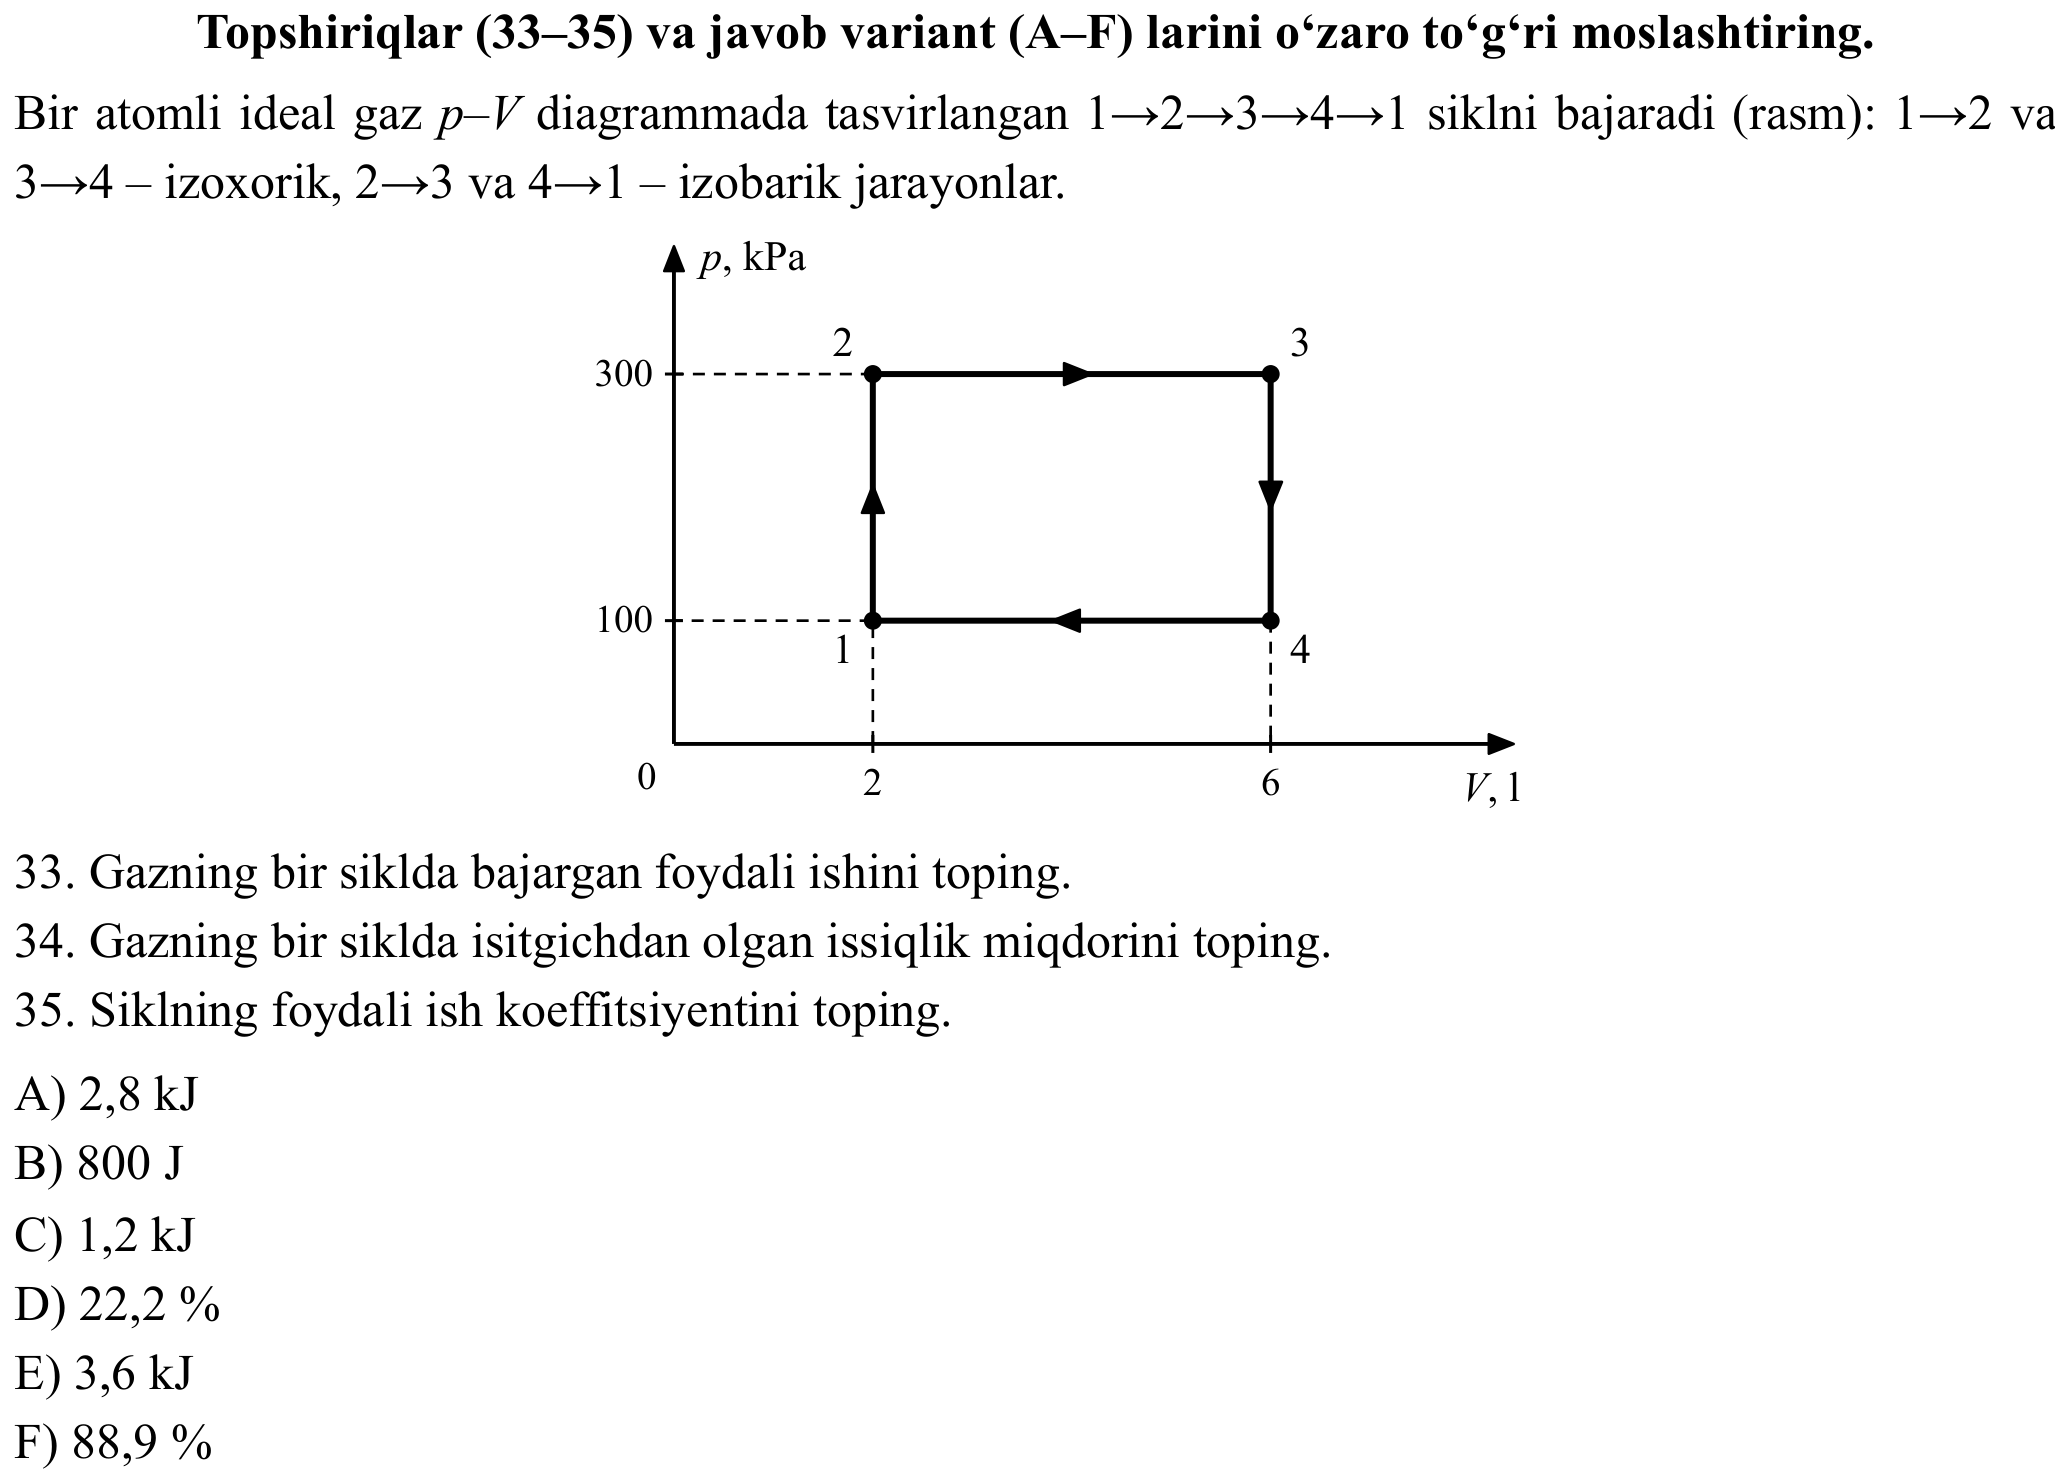 Topshiriqlar (33–35) va javob variant (A–F) larini o‘zaro to‘g‘ri moslashtiring.
Bir atomli ideal gaz p–V diagrammada tasvirlangan 1→2→3→4→1 siklni bajaradi (rasm): 1→2 va
3→4 – izoxorik, 2→3 va 4→1 – izobarik jarayonlar.
p, kPa
2 3
300
100
1 4
0 2 6 V, l
33. Gazning bir siklda bajargan foydali ishini toping.
34. Gazning bir siklda isitgichdan olgan issiqlik miqdorini toping.
35. Siklning foydali ish koeffitsiyentini toping.
A) 2,8 kJ
B) 800 J
C) 1,2 kJ
D) 22,2 %
E) 3,6 kJ
F) 88,9 %